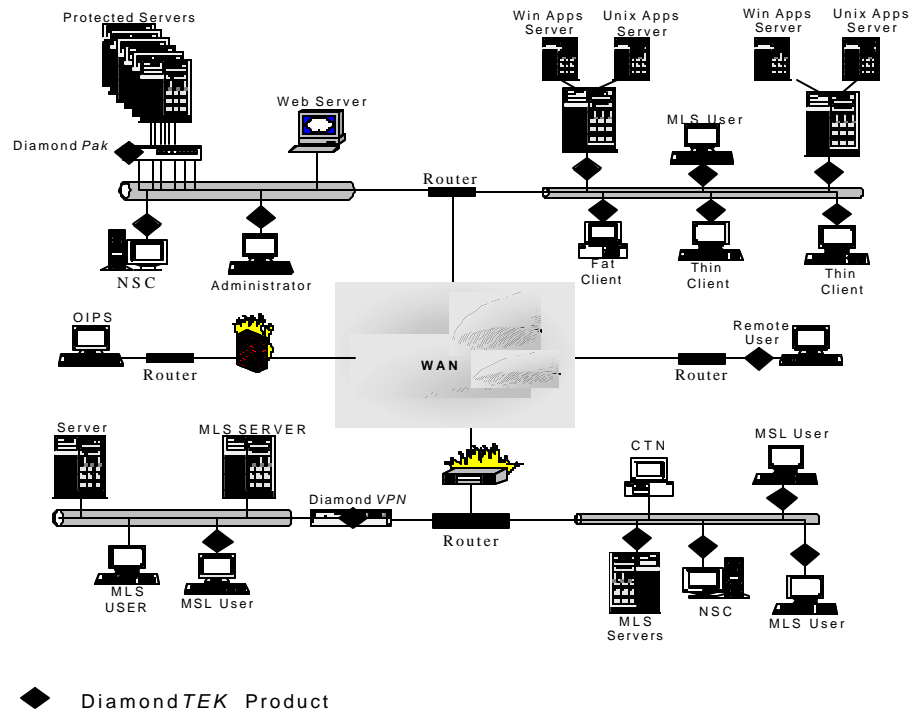 Protected Servers
Win Apps
Server
Unix Apps
Server
Win Apps
Server
Unix Apps
Server
Web Server
Diamond Pak
MLS User
Router
NSC
Administrator
Fat
Client
Thin
Client
Thin
Client
OIPS
Router
WAN
Remote
User
Router
Server
MLS SERVER
Diamond VPN
CTN
MSL User
Router
MLS
USER
MSL User
MLS
Servers
NSC
MLS User
DiamondTEK Product